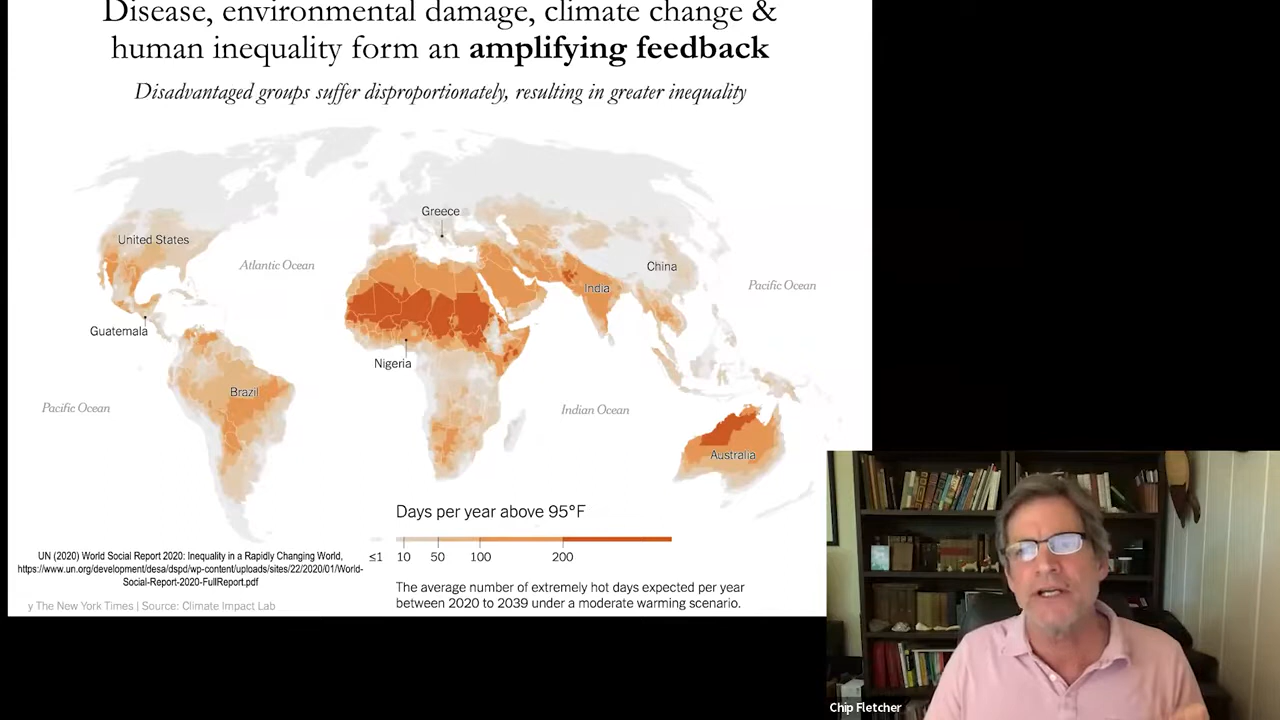 Disease, environmental damage, climate change &
human inequality form an amplifying feedback
Disadvantaged groups suffer disproportionately, resulting in greater inequality
Greece
United States
Atlantic Ocean
China
India
Pacific Ocean
Guatemala
Nigeria
Brazil
Pacific Ocean
Indian Ocean
Australia
Days per year above 95°F
≤1 10 50 100 200
The average number of extremely hot days expected per year
between 2020 to 2039 under a moderate warming scenario.
UN (2020) World Social Report 2020: Inequality in a Rapidly Changing World,
https://www.un.org/development/desa/dspd/wp-content/uploads/sites/22/2020/01/World-
Social-Report-2020-FullReport.pdf
y The New York Times | Source: Climate Impact Lab
Chip Fletcher